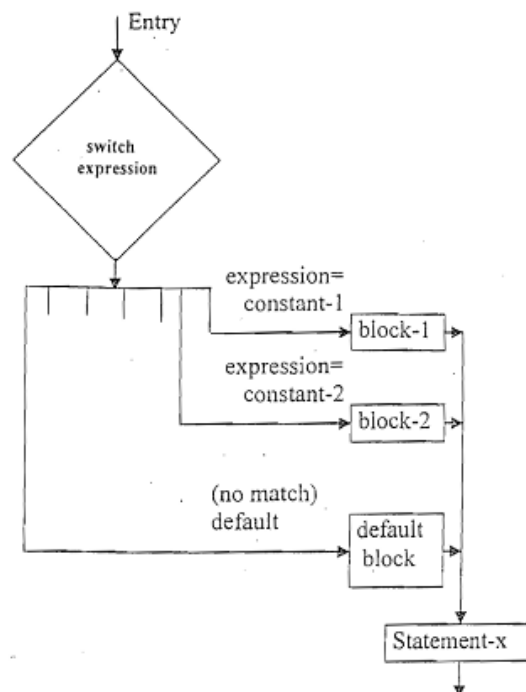 Entry
switch
expression
expression=
constant-1
block-1
expression=
constant-2
block-2
(no match)
default
default
block
Statement-x